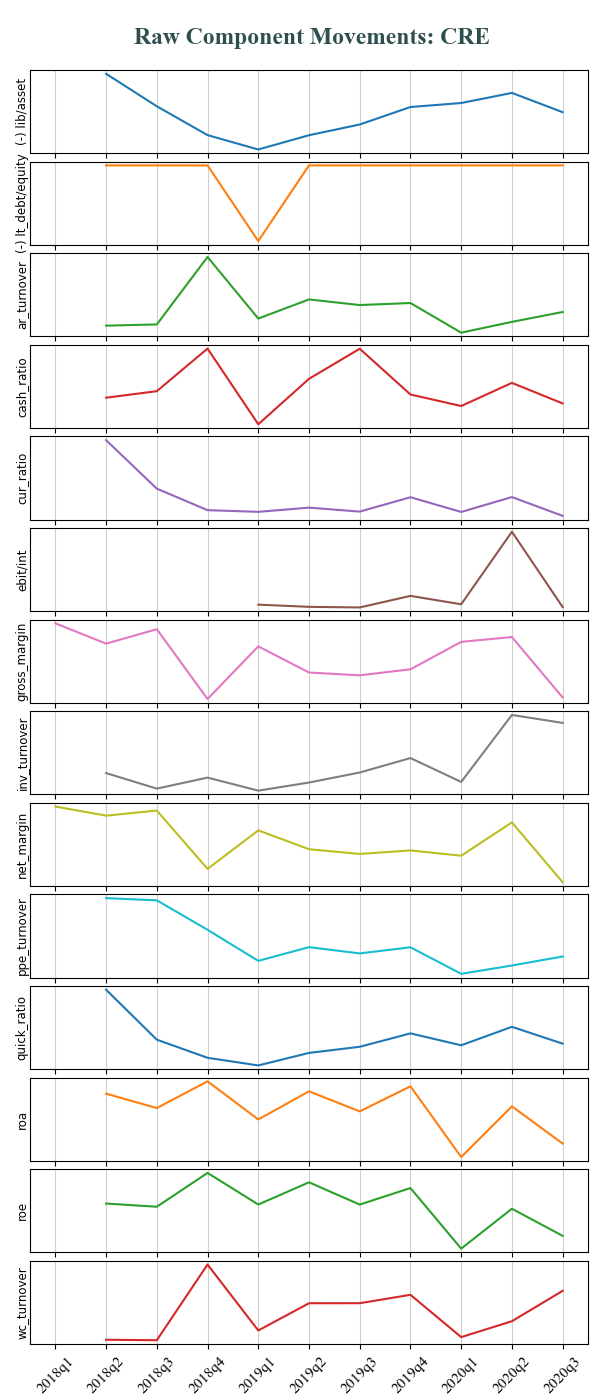 Raw Component Movements: CRE
(-) lib/asset
(-) lt_debt/equity
ar_turnover
cash_ratio
cur_ratio
ebit/int
gross_margin
inv_turnover
net_margin
ppe_turnover
quick_ratio
roa
roe
wc_turnover
2018q1
2018q2
2018q3
2018q4
2019q1
2019q2
2019q3
2019q4
2020q1
2020q2
2020q3